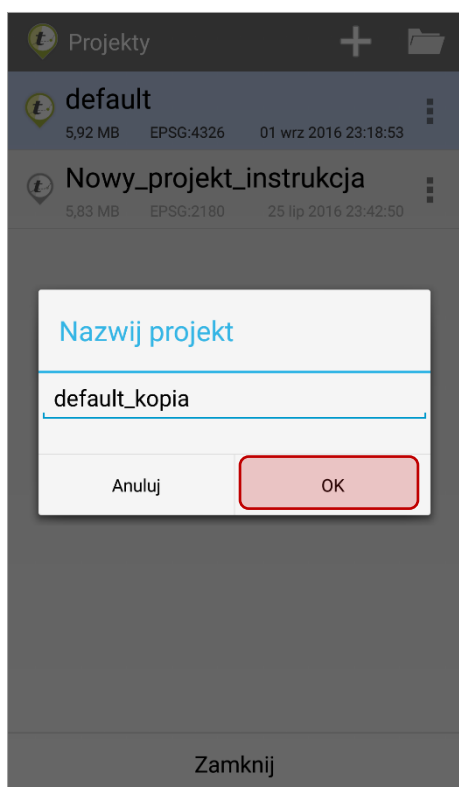 Projekty
default
5,92 MB EPSG:4326 01 wrz 2016 23:18:53
Nowy_projekt_instrukcja
5,83 MB EPSG:2180 25 lip 2016 23:42:50
Nazwij projekt
default_kopia
Anuluj OK
Zamknij